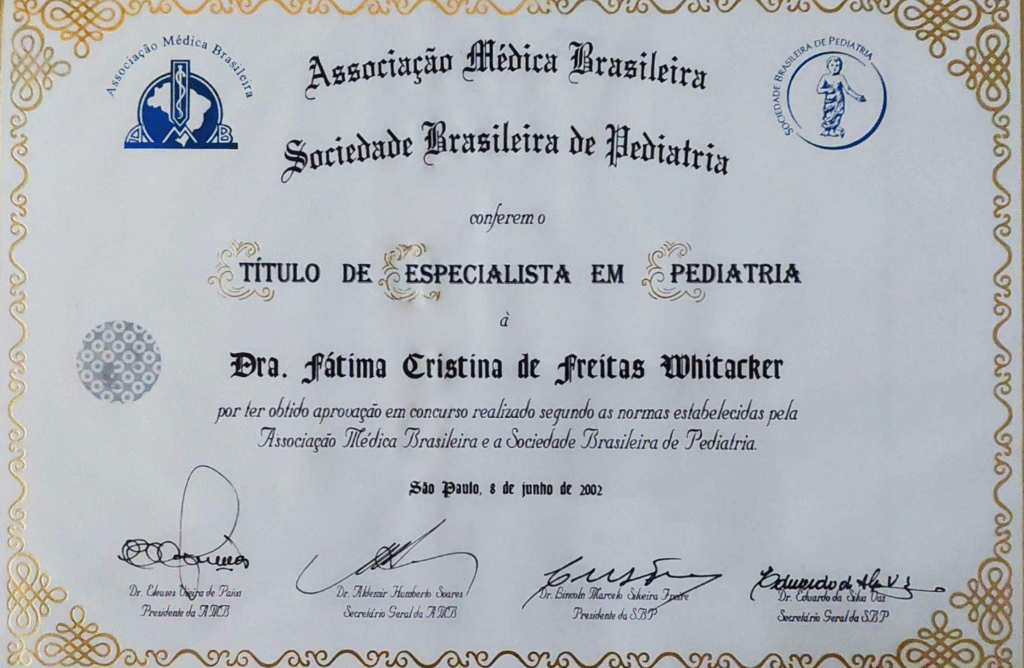 Associação Médica Brasileira
SOCIEDADE BRASILEIRA DE PEDIATRIA
AMB
Associação Médica Brasileira
Sociedade Brasileira de Pediatria
conferem o
TÍTULO DE ESPECIALISTA EM PEDIATRIA
à
Dra. Fátima Cristina de Freitas Whitacker
por ter obtido aprovação em concurso realizado segundo as normas estabelecidas pela
Associação Médica Brasileira e a Sociedade Brasileira de Pediatria.
São Paulo, 8 de junho de 2002
Dr. Eleuses Vieira de Paiva
Presidente da AMB
Dr. Aldemir Humberto Soares
Secretário Geral da AMB
Dr. Lincoln Marcelo Silveira Freire
Presidente da SBP
Dr. Eduardo da Silva Vaz
Secretário Geral da SBP